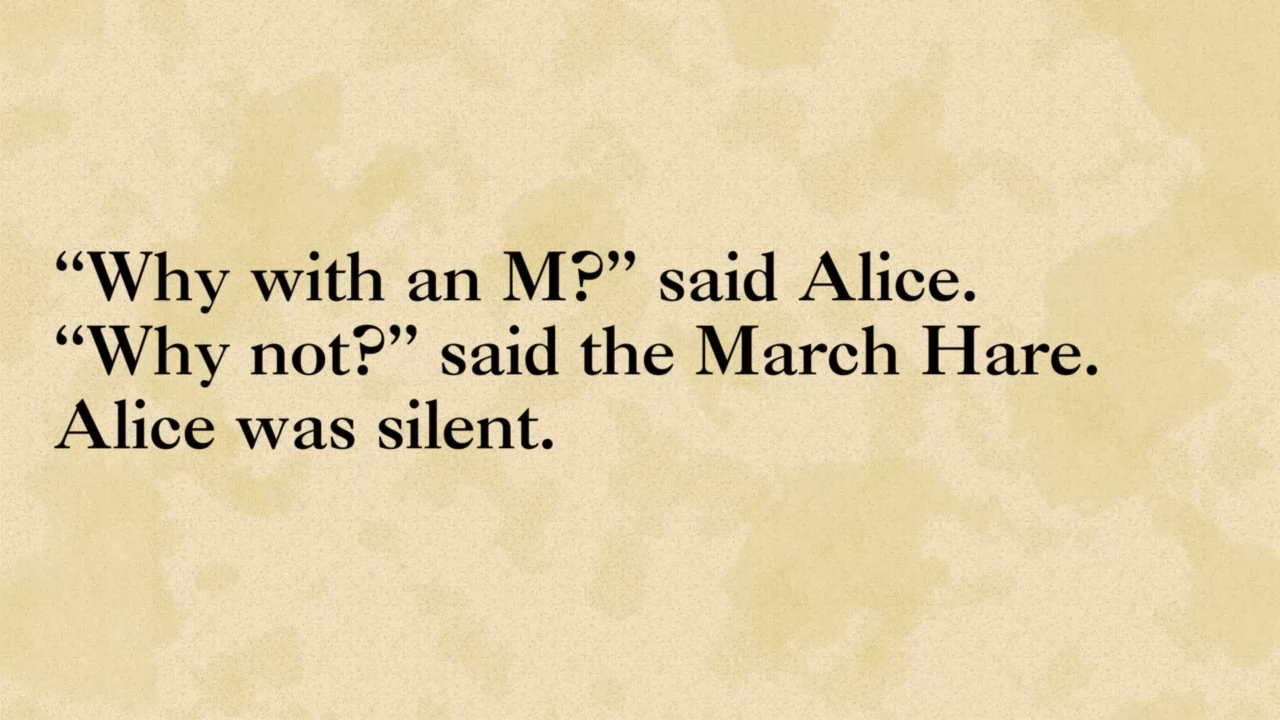 “Why with an M?” said Alice.
“Why not?” said the March Hare.
Alice was silent.